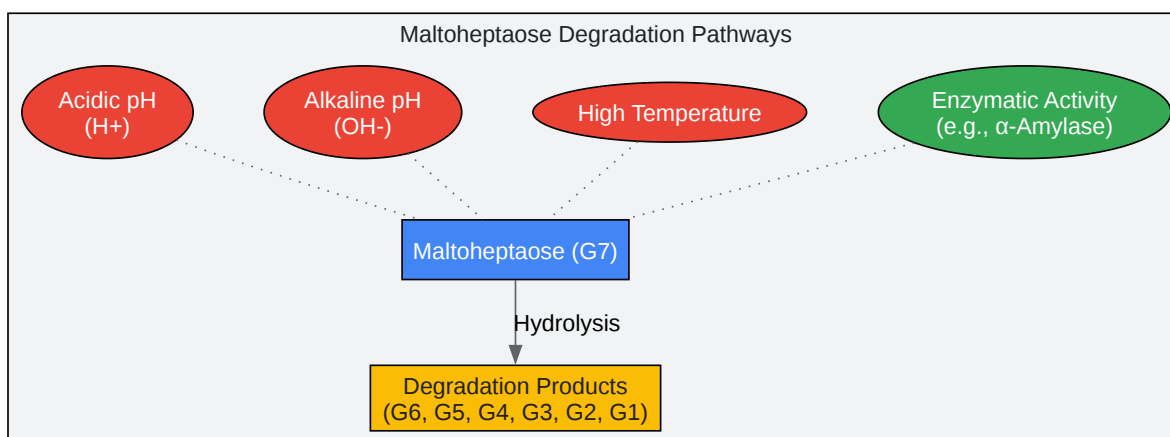 Maltoheptaose Degradation Pathways
Acidic pH
(H+)
Alkaline pH
(OH-)
High Temperature
Enzymatic Activity
(e.g., α-Amylase)
Maltoheptaose (G7)
Hydrolysis
Degradation Products
(G6, G5, G4, G3, G2, G1)